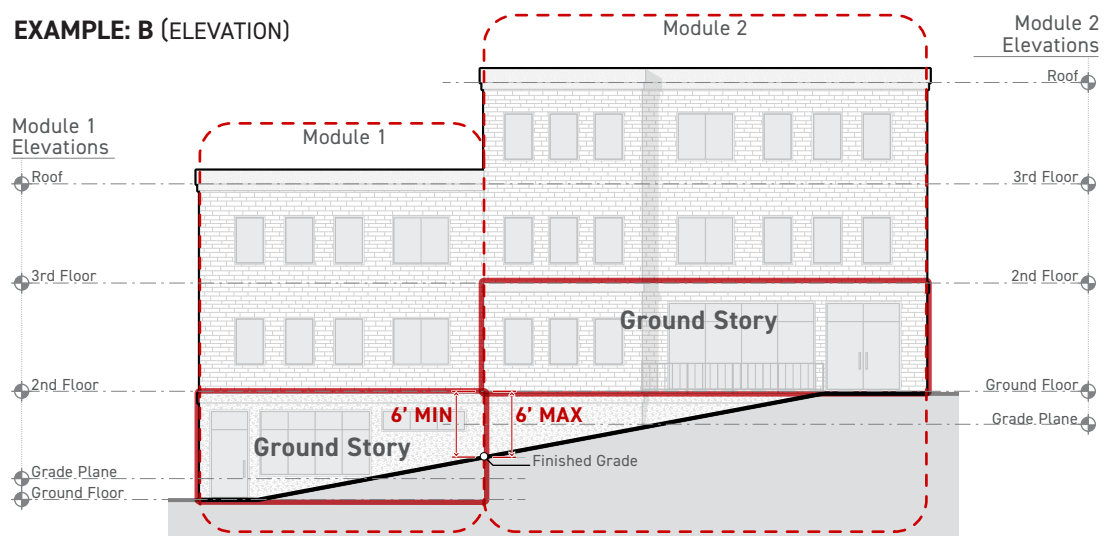 EXAMPLE: B (ELEVATION)
Module 2
Module 2
Elevations
Roof
Module 1
Elevations
Module 1
Roof
3rd Floor
3rd Floor
2nd Floor
Ground Story
2nd Floor
Ground Floor
6' MIN
6' MAX
Grade Plane
Ground Story
Finished Grade
Grade Plane
Ground Floor